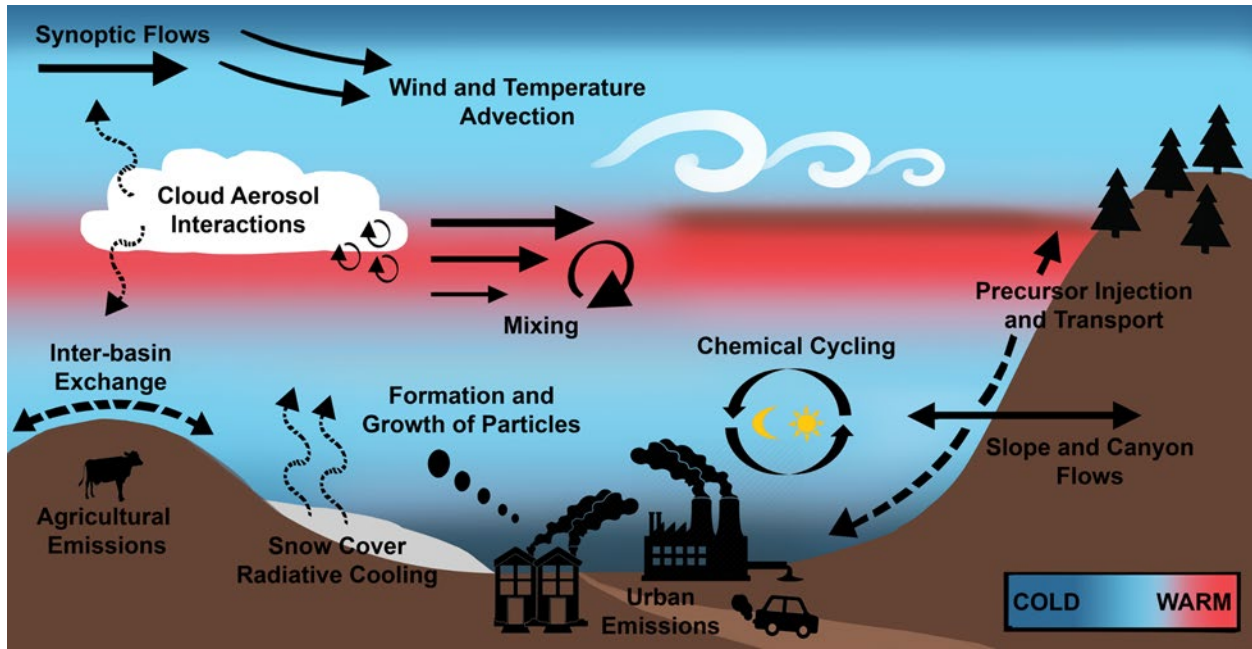 Synoptic Flows
Wind and Temperature
Advection
Cloud Aerosol
Interactions
Mixing
Precursor Injection
and Transport
Inter-basin
Exchange
Chemical Cycling
Formation and
Growth of Particles
Slope and Canyon
Flows
Agricultural
Emissions
Snow Cover
Radiative Cooling
Urban
Emissions
COLD
WARM